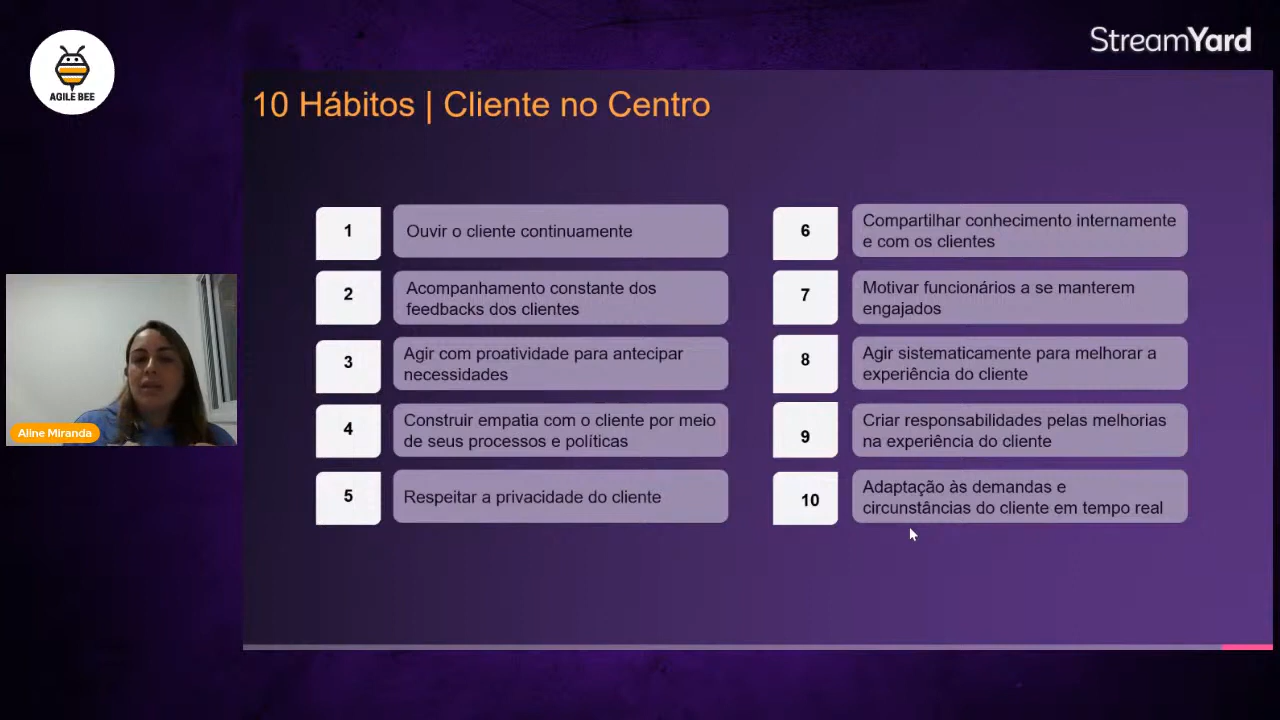 AGILE BEE
StreamYard
10 Hábitos | Cliente no Centro
1
Ouvir o cliente continuamente
2
Acompanhamento constante dos
feedbacks dos clientes
3
Agir com proatividade para antecipar
necessidades
4
Construir empatia com o cliente por meio
de seus processos e políticas
5
Respeitar a privacidade do cliente
6
Compartilhar conhecimento internamente
e com os clientes
7
Motivar funcionários a se manterem
engajados
8
Agir sistematicamente para melhorar a
experiência do cliente
9
Criar responsabilidades pelas melhorias
na experiência do cliente
10
Adaptação às demandas e
circunstâncias do cliente em tempo real
Aline Miranda